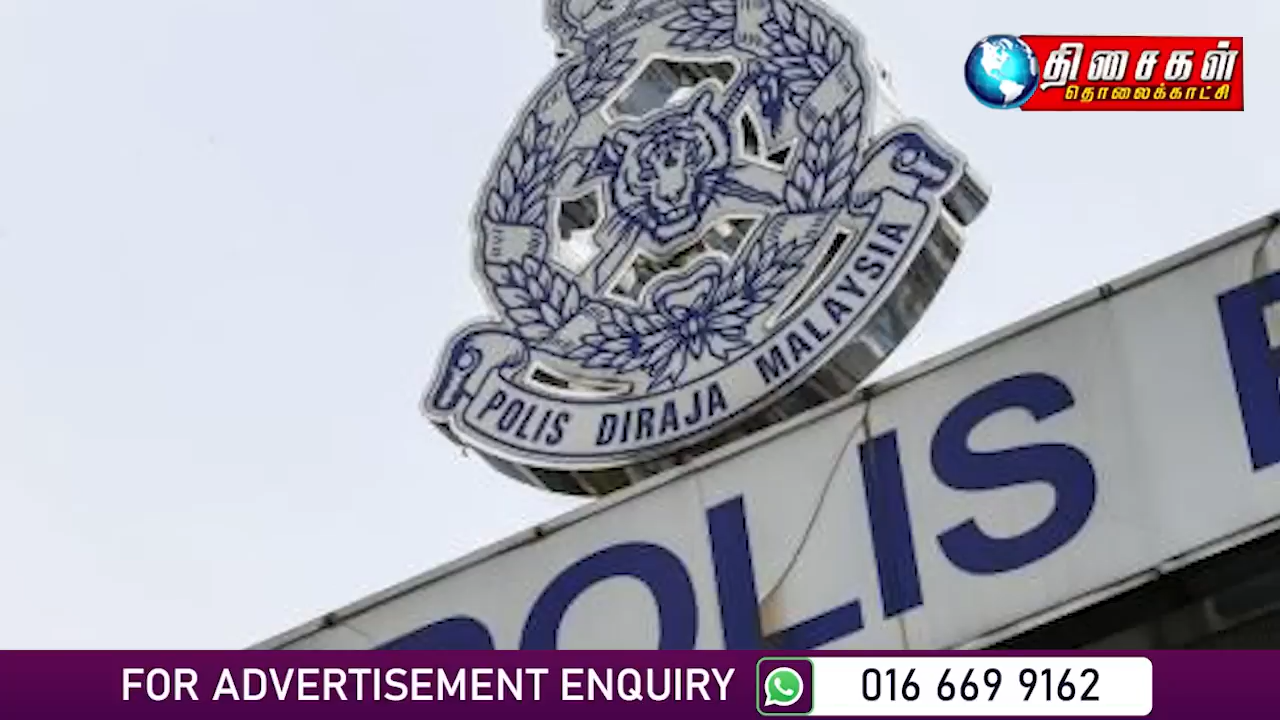 திசைகள்
தொலைக்காட்சி
POLIS DIRAJA MALAYSIA
POLIS
FOR ADVERTISEMENT ENQUIRY
016 669 9162